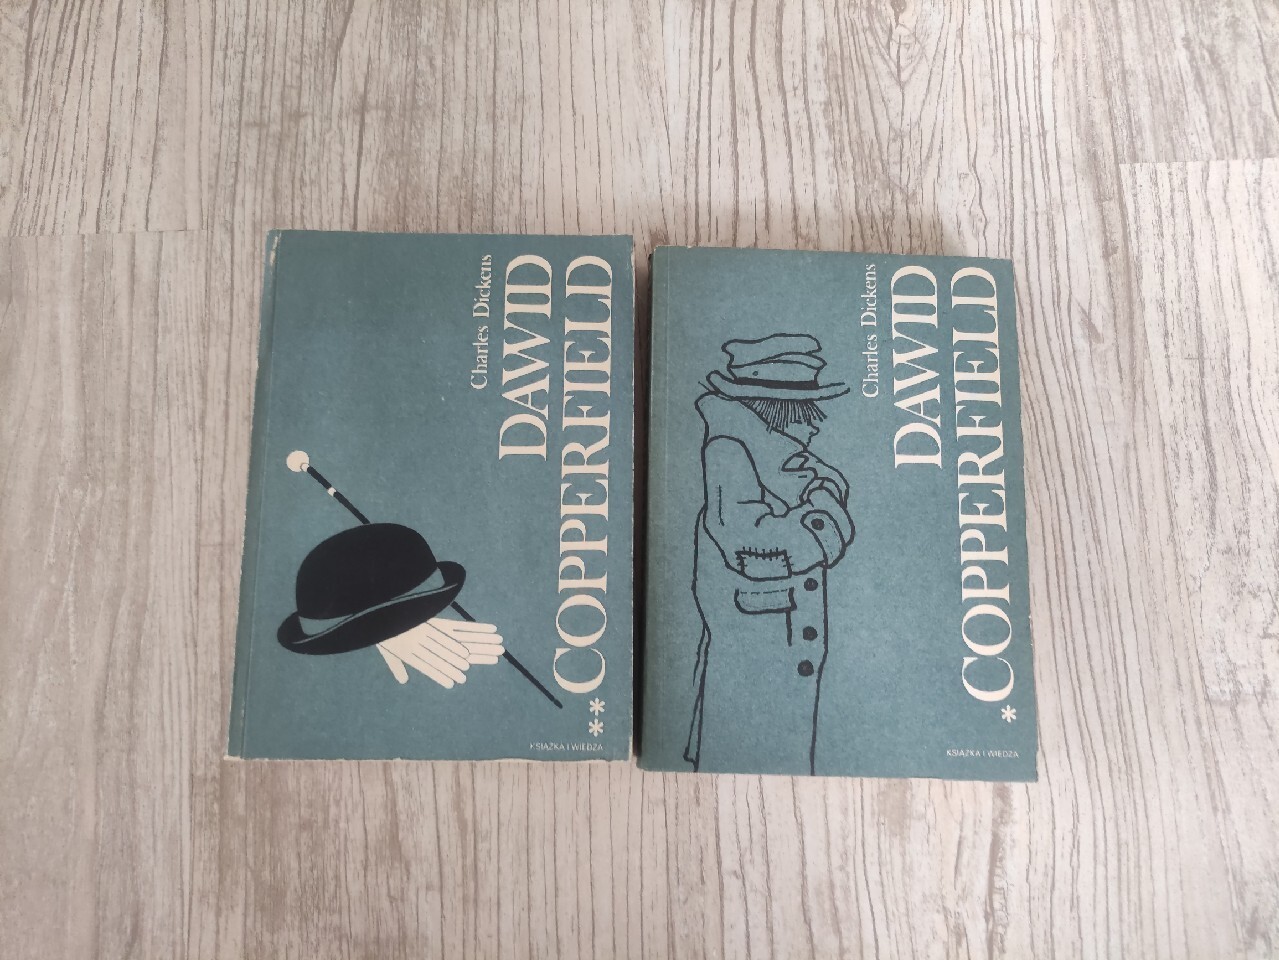 Charles Dickens
DAWID
COPPERFIELD
**
KSIĄŻKA I WIEDZA
Charles Dickens
DAWID
COPPERFIELD
*
KSIĄŻKA I WIEDZA